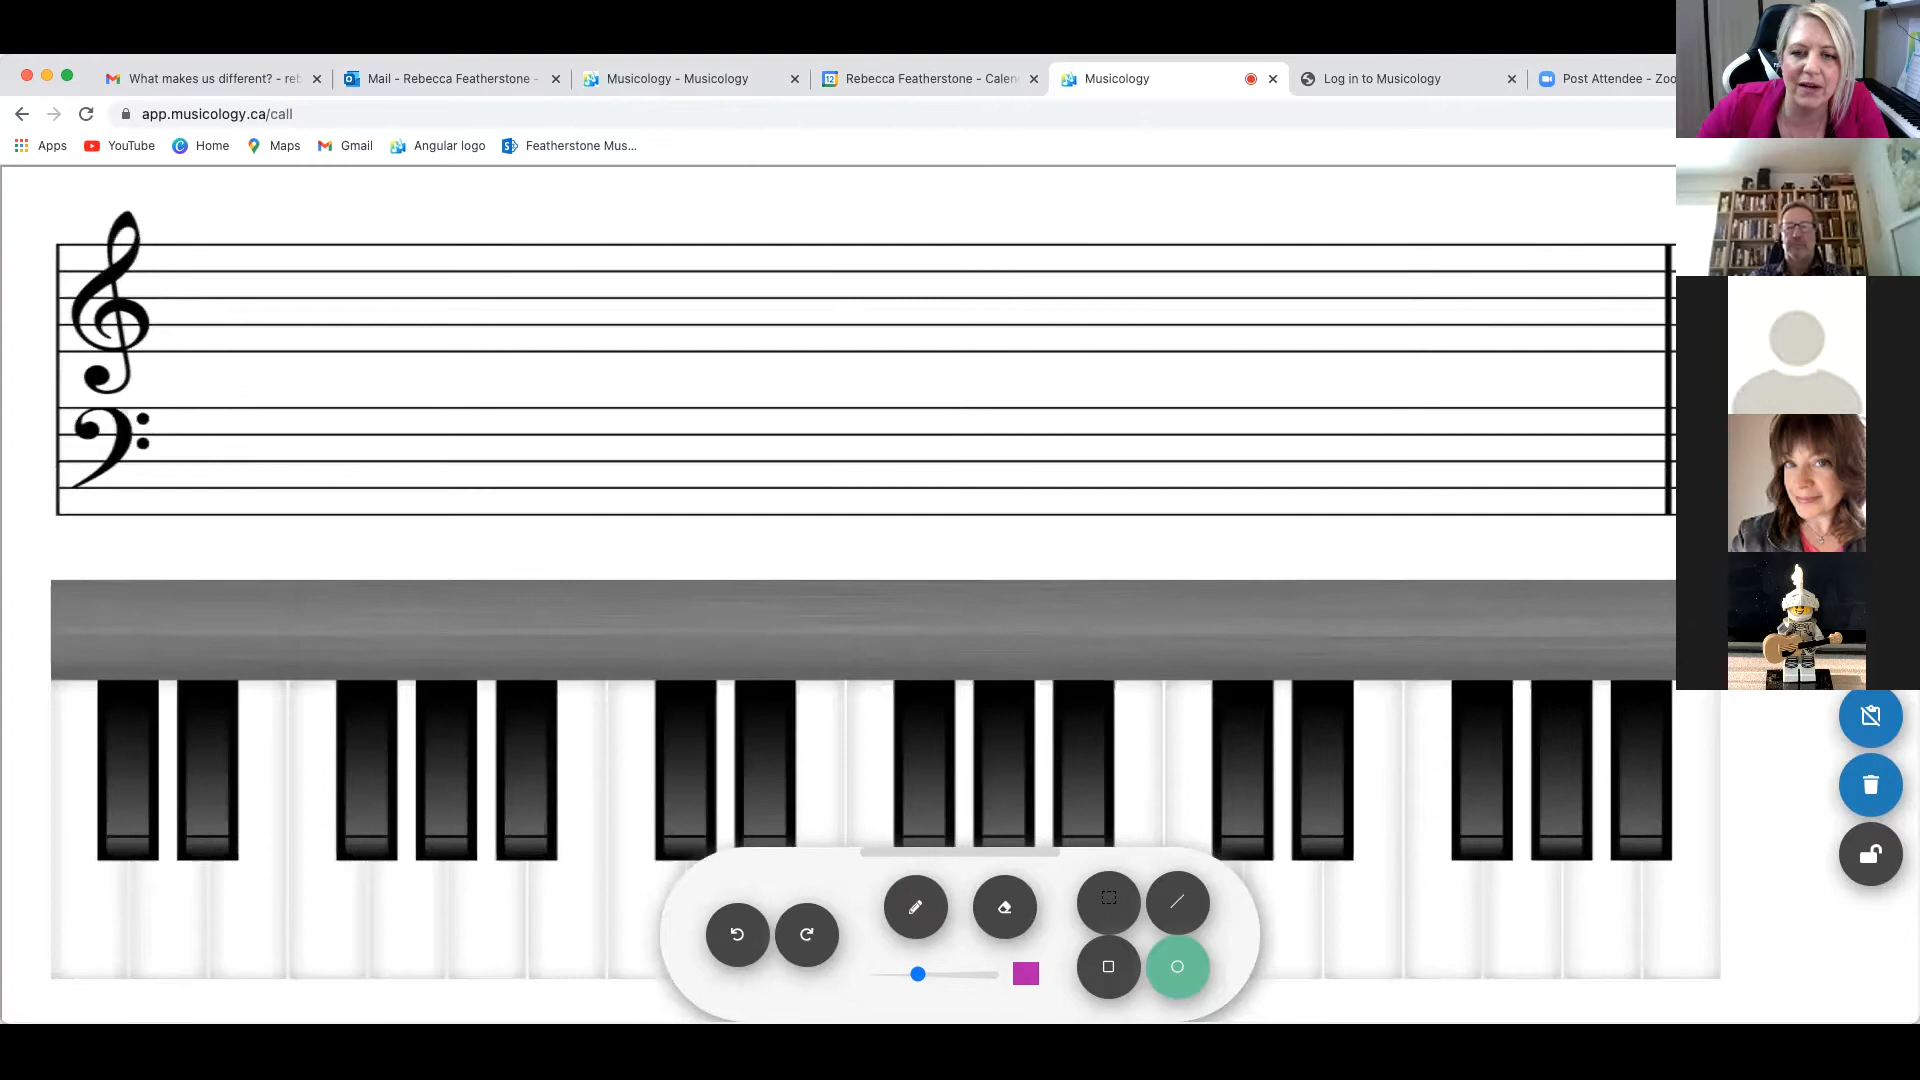 What makes us different? - reb
Mail - Rebecca Featherstone -
Musicology - Musicology
Rebecca Featherstone - Calen
Musicology
Log in to Musicology
Post Attendee - Zoo
app.musicology.ca/call
Apps
YouTube
Home
Maps
Gmail
Angular logo
Featherstone Mus...